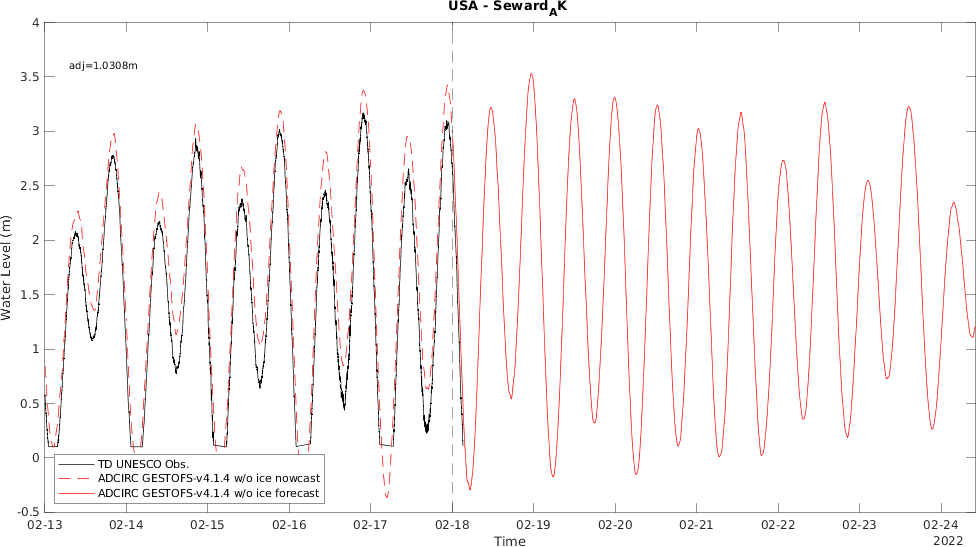 USA - Seward_AK
4
3.5
3
2.5
2
1.5
1
0.5
0
-0.5
Water Level (m)
adj=1.0308m
TD UNESCO Obs.
ADCIRC GESTOFS-v4.1.4 w/o ice nowcast
ADCIRC GESTOFS-v4.1.4 w/o ice forecast
02-13 02-14 02-15 02-16 02-17 02-18 02-19 02-20 02-21 02-22 02-23 02-24
Time
2022